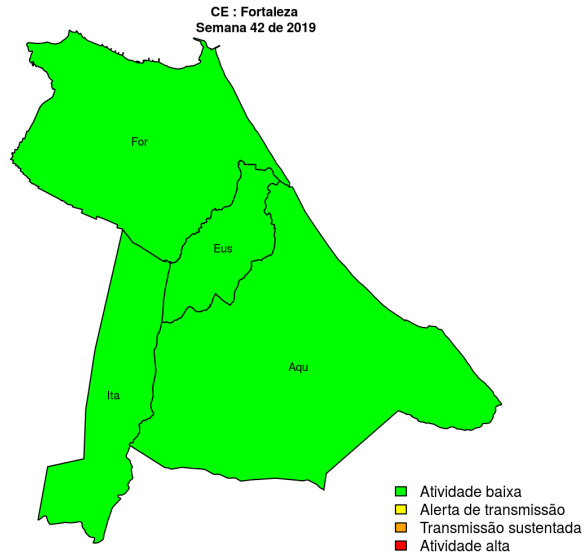 CE : Fortaleza
Semana 42 de 2019
For
Eus
Aqu
Ita
Atividade baixa
Alerta de transmissão
Transmissão sustentada
Atividade alta